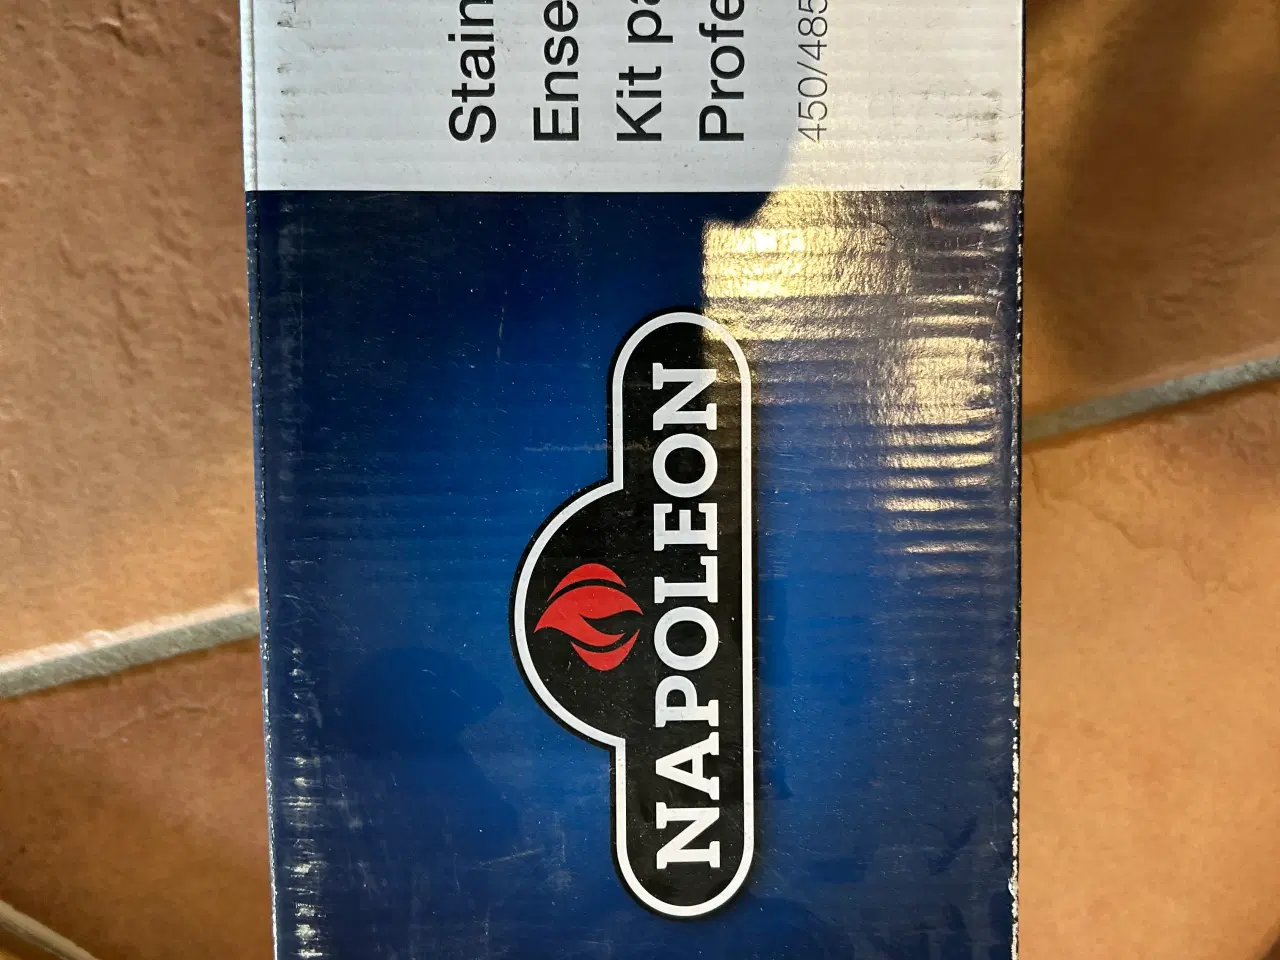 Stain
Ense
Kit pa
Profe
450/485
NAPOLEON